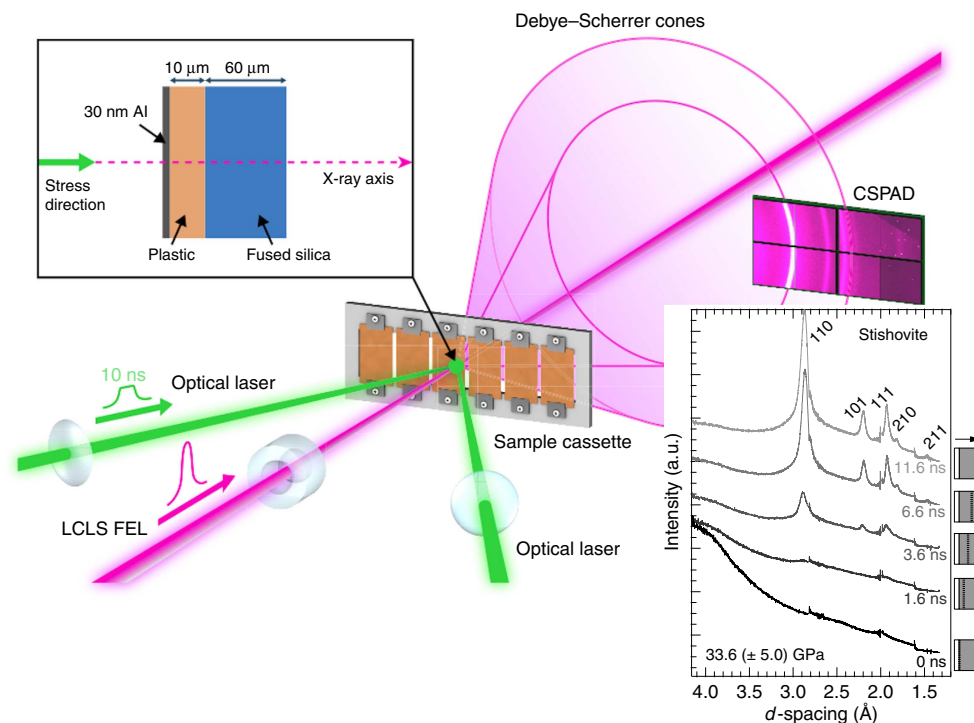 Debye–Scherrer cones
10 μm
60 μm
30 nm Al
Stress
direction
X-ray axis
Plastic
Fused silica
CSPAD
10 ns
Optical laser
LCLS FEL
Sample cassette
Optical laser
Stishovite
110
101
111
210
211
11.6 ns
6.6 ns
3.6 ns
1.6 ns
0 ns
33.6 (± 5.0) GPa
Intensity (a.u.)
4.0 3.5 3.0 2.5 2.0 1.5
d-spacing (Å)